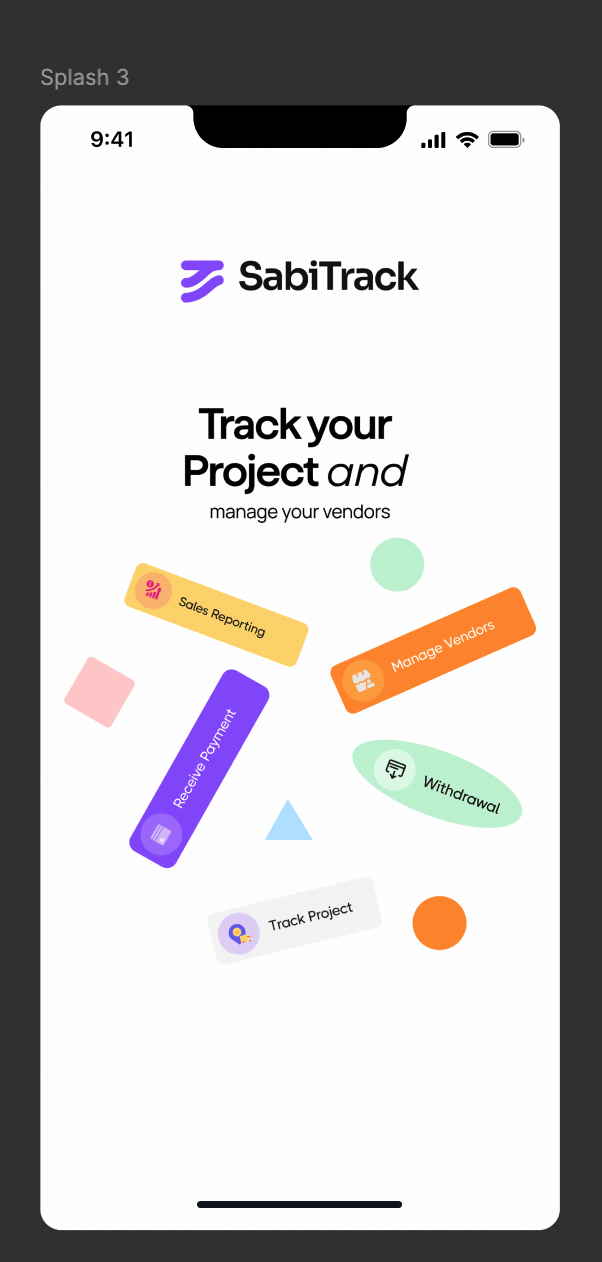 Splash 3
9:41
SabiTrack
Track your
Project and
manage your vendors
Sales Reporting
Manage Vendors
Receive Payment
Withdrawal
Track Project